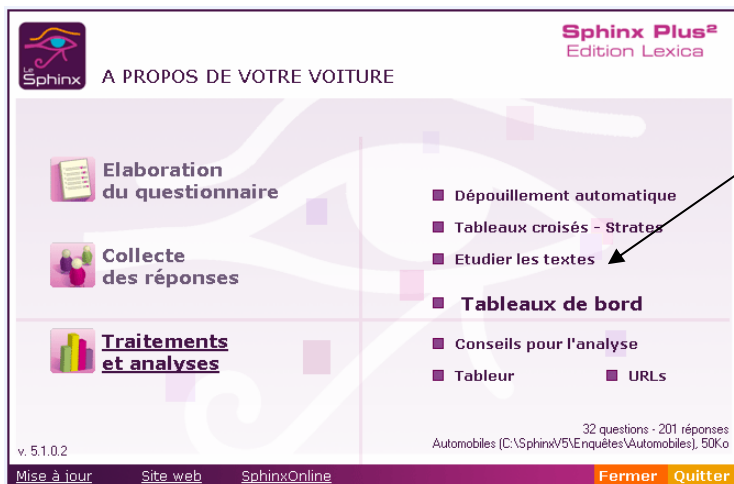 Le
Sphinx
A PROPOS DE VOTRE VOITURE
Sphinx Plus²
Edition Lexica
Elaboration
du questionnaire
Collecte
des réponses
Traitements
et analyses
Dépouillement automatique
Tableaux croisés - Strates
Etudier les textes
Tableaux de bord
Conseils pour l'analyse
Tableur URLs
32 questions - 201 réponses
v. 5.1.0.2 Automobiles (C:\SphinxV5\Enquêtes\Automobiles), 50Ko
Mise à jour Site web SphinxOnline Fermer Quitter